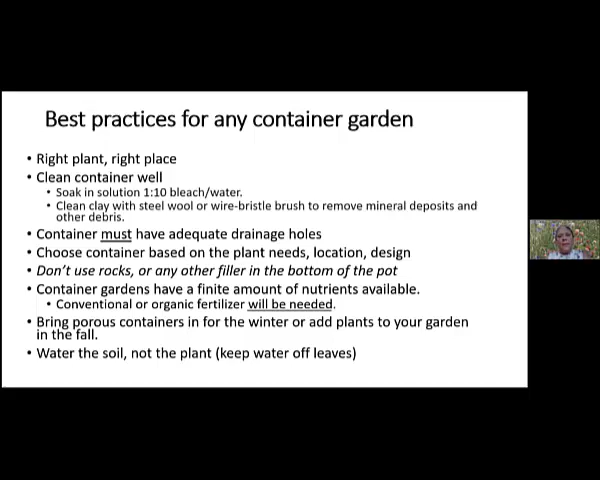 Best practices for any container garden
• Right plant, right place
• Clean container well
• Soak in solution 1:10 bleach/water.
• Clean clay with steel wool or wire-bristle brush to remove mineral deposits and
other debris.
• Container must have adequate drainage holes
• Choose container based on the plant needs, location, design
• Don't use rocks, or any other filler in the bottom of the pot
• Container gardens have a finite amount of nutrients available.
• Conventional or organic fertilizer will be needed.
• Bring porous containers in for the winter or add plants to your garden
in the fall.
• Water the soil, not the plant (keep water off leaves)